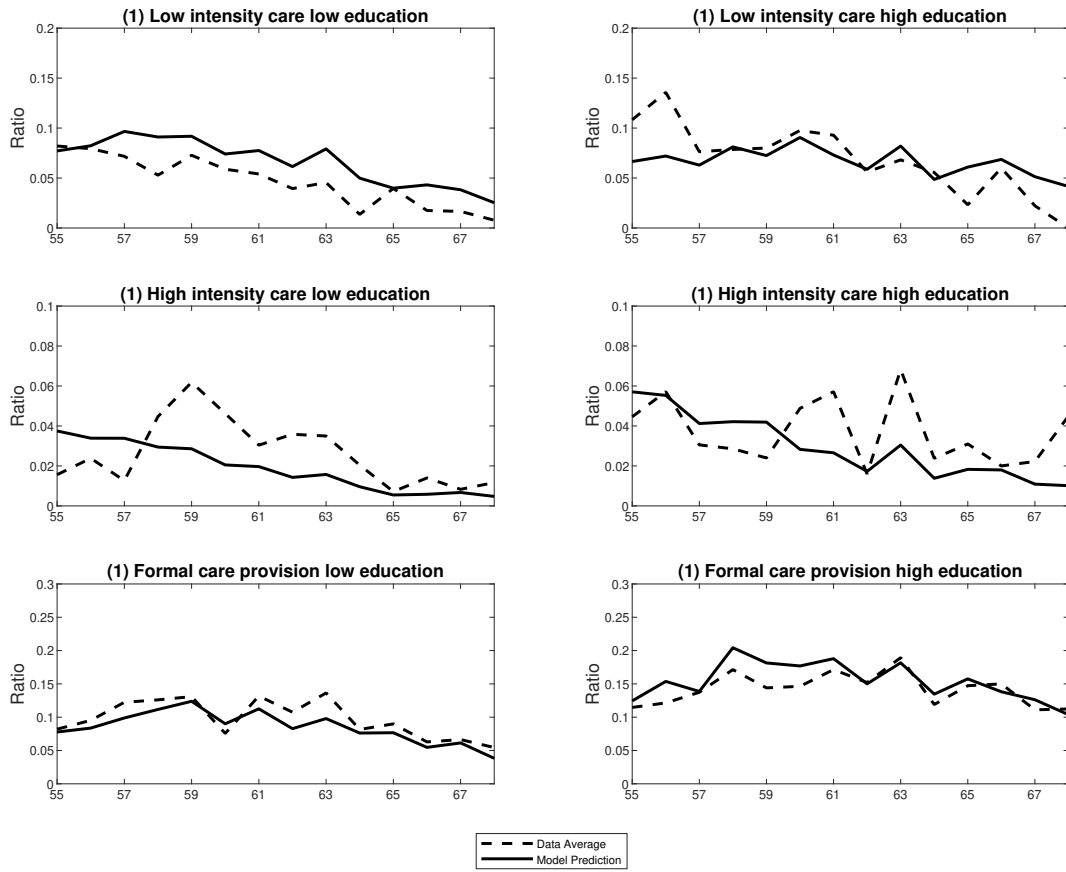 (1) Low intensity care low education
0.2
0.15
0.1
0.05
0
Ratio
55 57 59 61 63 65 67
(1) Low intensity care high education
0.2
0.15
0.1
0.05
0
Ratio
55 57 59 61 63 65 67
(1) High intensity care low education
0.1
0.08
0.06
0.04
0.02
0
Ratio
55 57 59 61 63 65 67
(1) High intensity care high education
0.1
0.08
0.06
0.04
0.02
0
Ratio
55 57 59 61 63 65 67
(1) Formal care provision low education
0.3
0.25
0.2
0.15
0.1
0.05
0
Ratio
55 57 59 61 63 65 67
(1) Formal care provision high education
0.3
0.25
0.2
0.15
0.1
0.05
0
Ratio
55 57 59 61 63 65 67
Data Average
Model Prediction